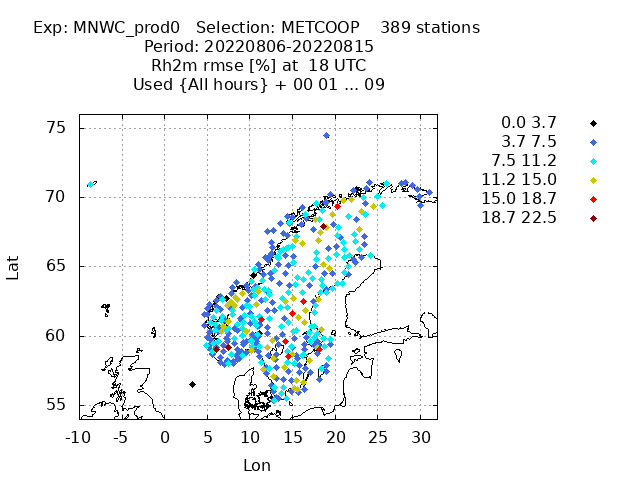 Exp: MNWC_prod0 Selection: METCOOP 389 stations
Period: 20220806-20220815
Rh2m rmse [%] at 18 UTC
Used {All hours} + 00 01 ... 09
0.0 3.7
3.7 7.5
7.5 11.2
11.2 15.0
15.0 18.7
18.7 22.5
75
70
65
60
55
Lat
-10 -5 0 5 10 15 20 25 30
Lon